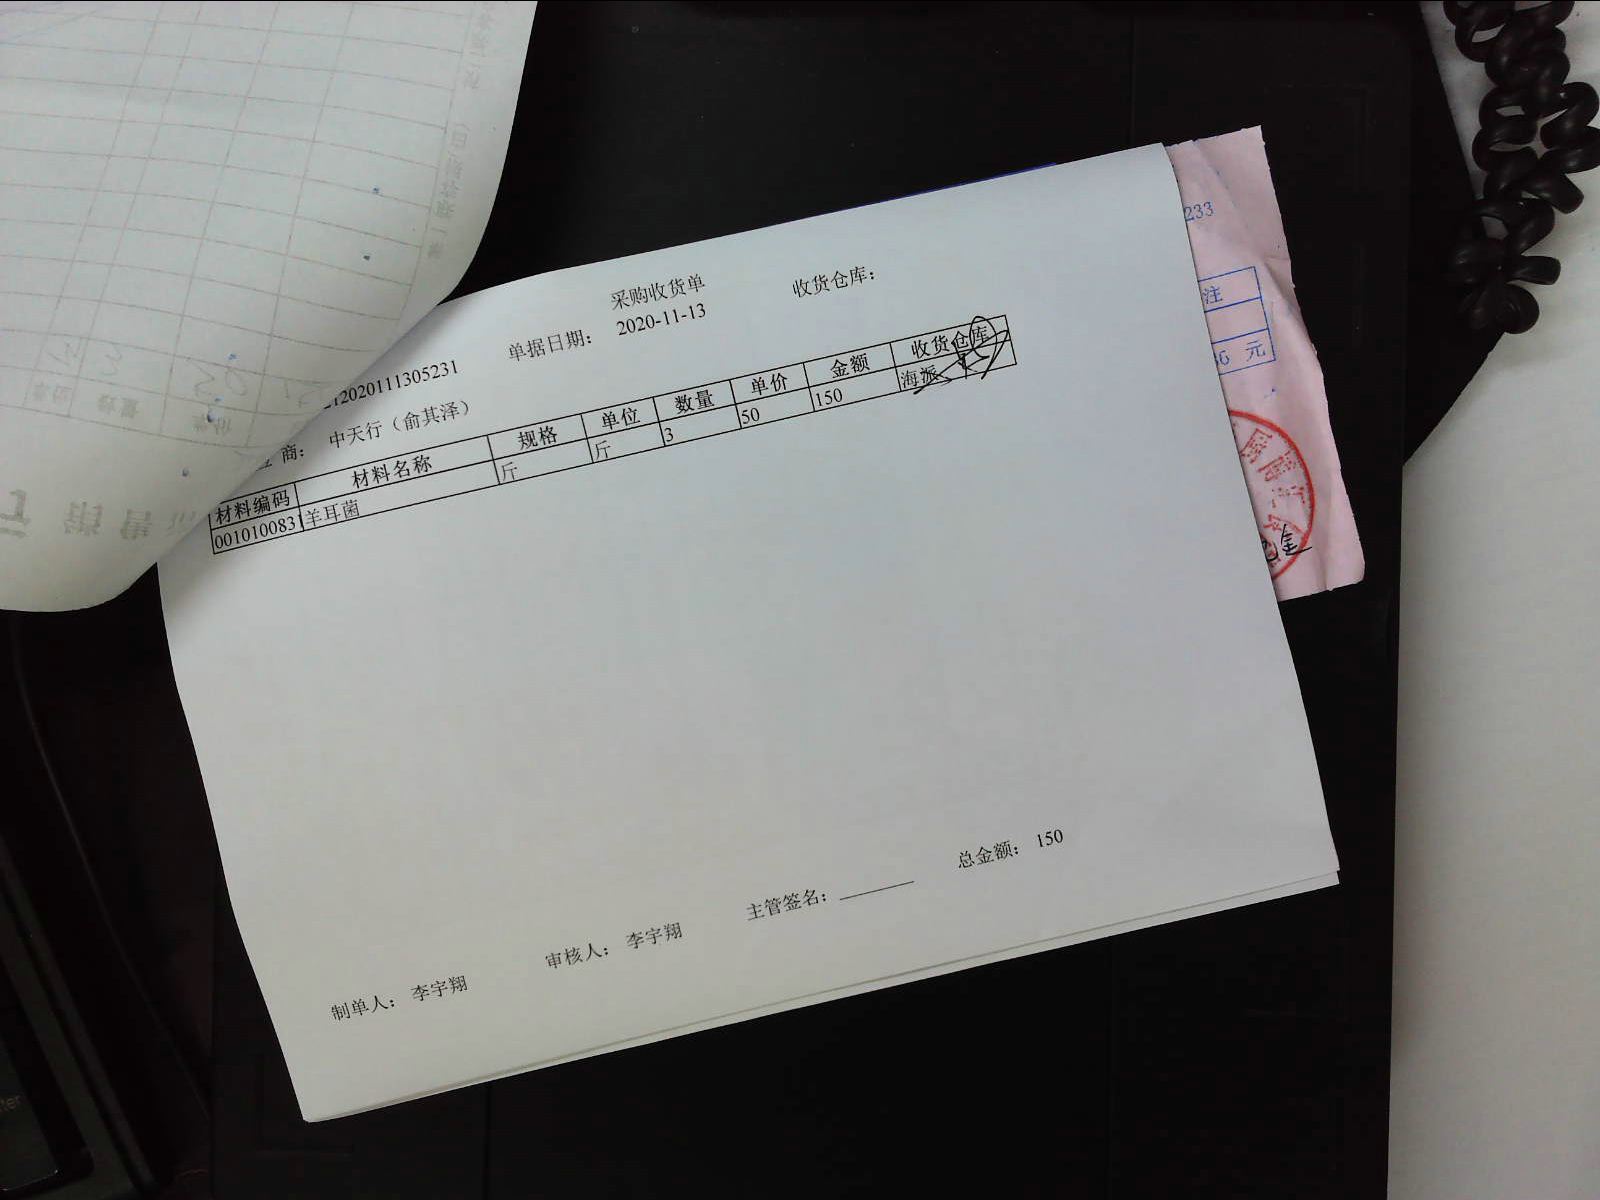 采购收货单
收货仓库：
单据日期： 2020-11-13
2020111305231
商： 中天行（俞其泽）
材料编码 材料名称 规格 单位 数量 单价 金额 收货仓库
001010083 羊耳菌 斤 斤 3 50 150 海派
总金额： 150
主管签名：
审核人： 李宇翔
制单人： 李宇翔
233
注
元